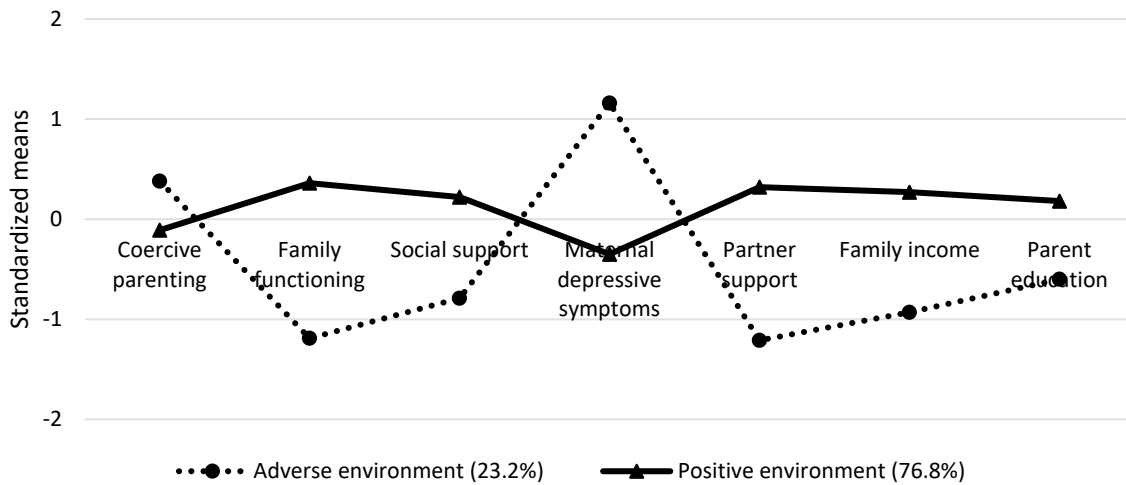 2
1
0
-1
-2
Standardized means
Coercive
parenting
Family
functioning
Social support
Maternal
depressive
symptoms
Partner
support
Family income
Parent
education
Adverse environment (23.2%)
Positive environment (76.8%)